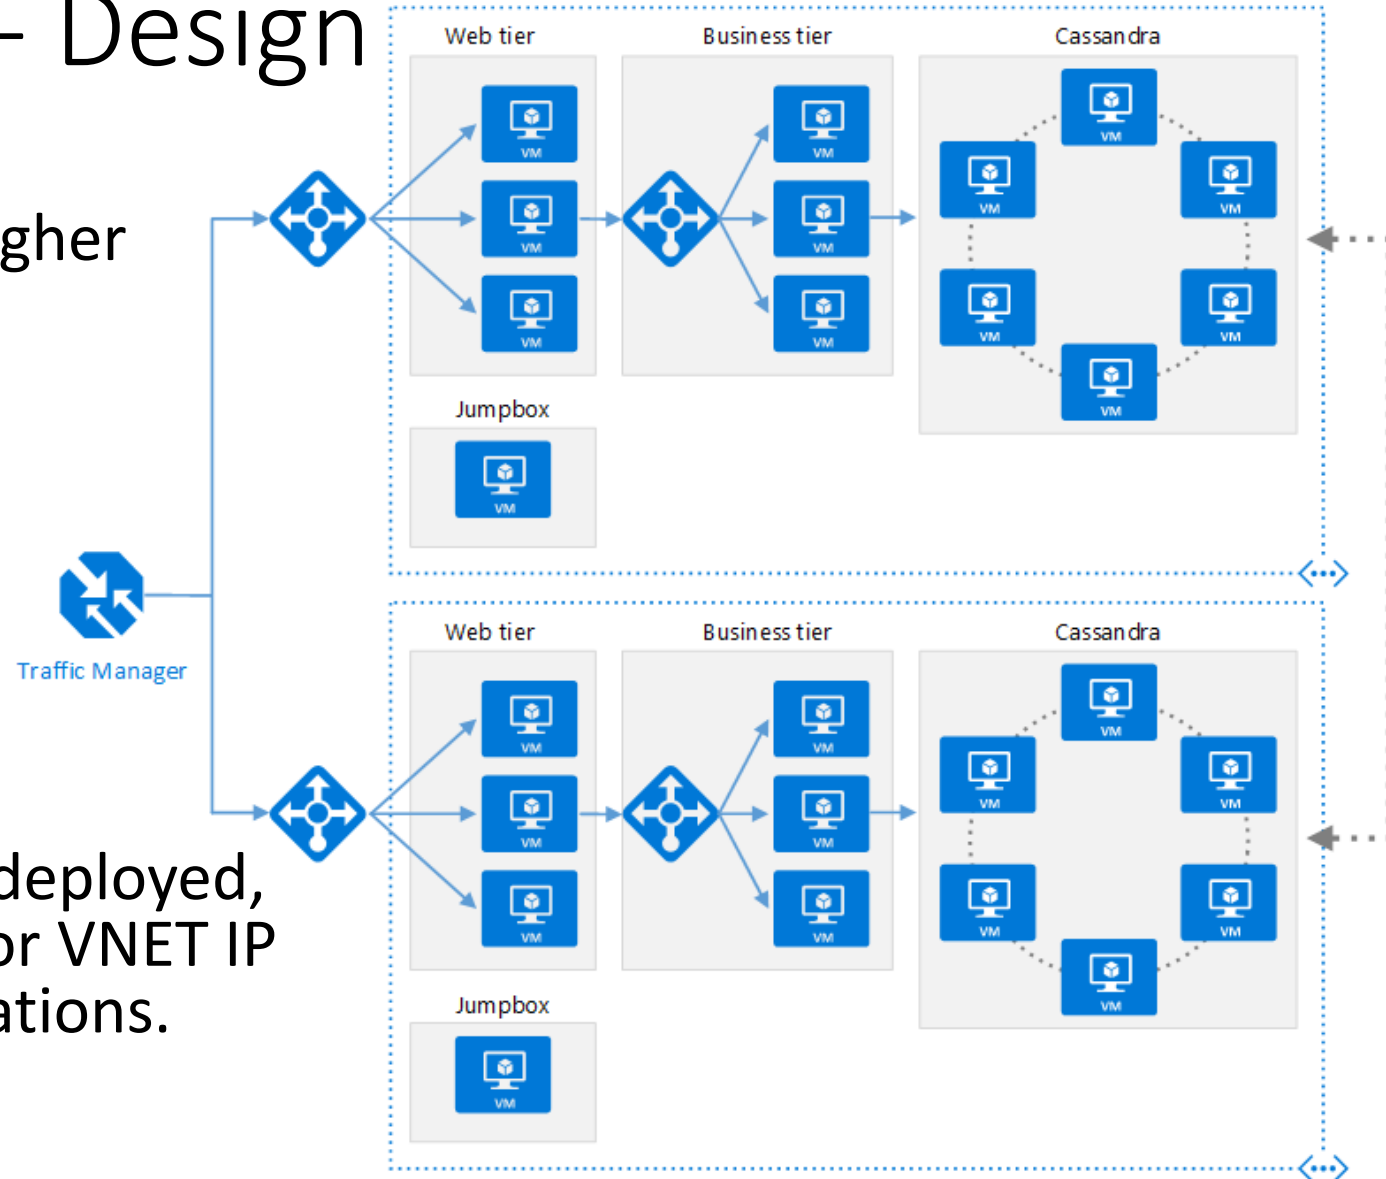 - Design
gher
deployed,
or VNET IP
ations.
Traffic Manager
Web tier
Business tier
Cassandra
VM
VM
VM
VM
VM
VM
VM
VM
VM
VM
VM
VM
Jumpbox
VM
Web tier
Business tier
Cassandra
VM
VM
VM
VM
VM
VM
VM
VM
VM
VM
VM
VM
Jumpbox
VM